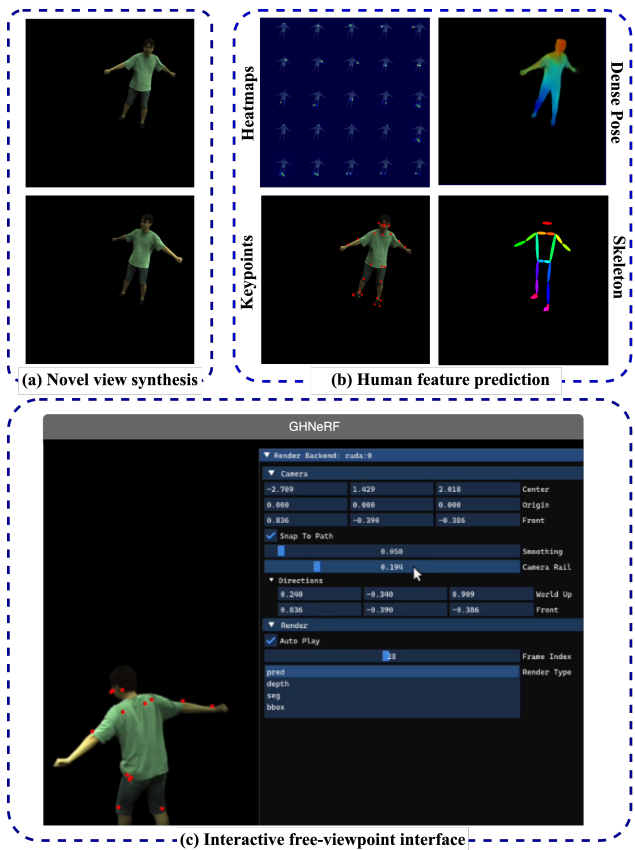 Heatmaps
Dense Pose
Keypoints
Skeleton
(a) Novel view synthesis
(b) Human feature prediction
GHNeRF
Render Backend: cuda:0
Camera
-2.709 1.429 2.018 Center
0.000 0.000 0.000 Origin
0.836 -0.390 -0.386 Front
Snap To Path
0.050 Smoothing
0.194 Camera Rail
Directions
0.240 -0.340 0.909 World Up
0.836 -0.390 -0.386 Front
Render
Auto Play
28 Frame Index
pred Render Type
depth
seg
bbox
(c) Interactive free-viewpoint interface